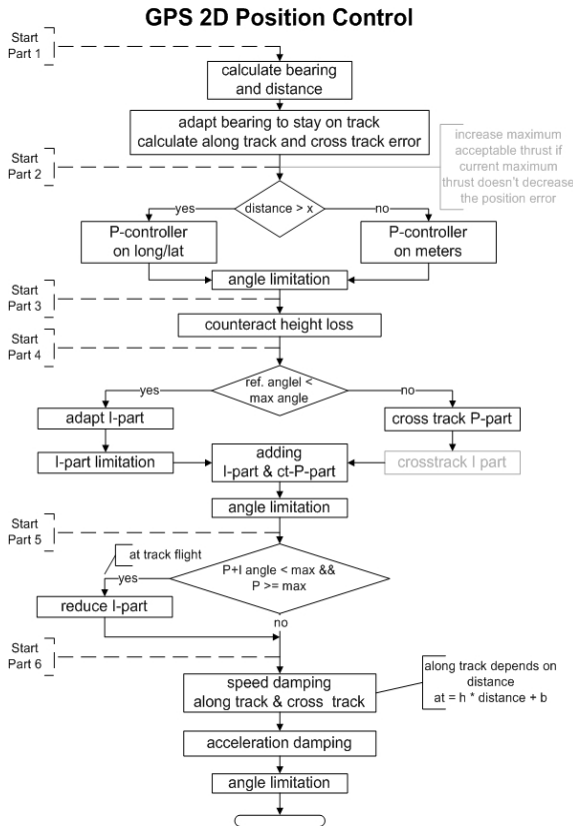 GPS 2D Position Control
Start
Part 1
calculate bearing
and distance
adapt bearing to stay on track
calculate along track and cross track error
increase maximum
acceptable thrust if
current maximum
thrust doesn't decrease
the position error
Start
Part 2
yes
distance > x
no
P-controller
on long/lat
P-controller
on meters
angle limitation
Start
Part 3
counteract height loss
Start
Part 4
yes
ref. anglel <
max angle
no
adapt I-part
cross track P-part
I-part limitation
adding
I-part & ct-P-part
crosstrack I part
angle limitation
Start
Part 5
at track flight
yes
P+I angle < max &&
P >= max
reduce I-part
no
Start
Part 6
speed damping
along track & cross  track
along track depends on
distance
at = h * distance + b
acceleration damping
angle limitation